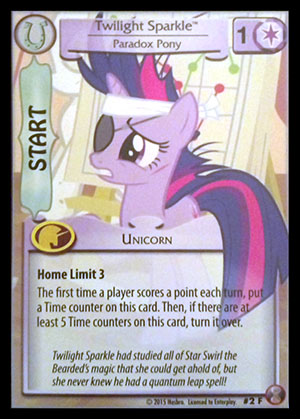 Twilight Sparkle™
Paradox Pony
1
START
UNICORN
Home Limit 3
The first time a player scores a point each turn, put
a Time counter on this card. Then, if there are at
least 5 Time counters on this card, turn it over.
Twilight Sparkle had studied all of Star Swirl the
Bearded's magic that she could get ahold of, but
she never knew he had a quantum leap spell!
© 2015 Hasbro. Licensed to Enterplay.
#2 F